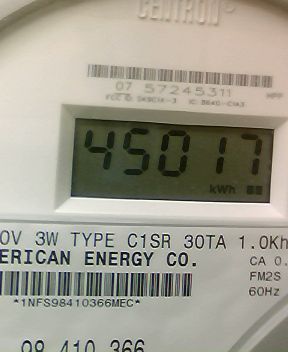 CENTRON®
07 57245311
45017
kWh
0V 3W TYPE C1SR 30TA 1.0Kh
ERICAN ENERGY CO.
CA 0.
FM2S
60Hz
*1NFS98410366MEC*
98 410 366